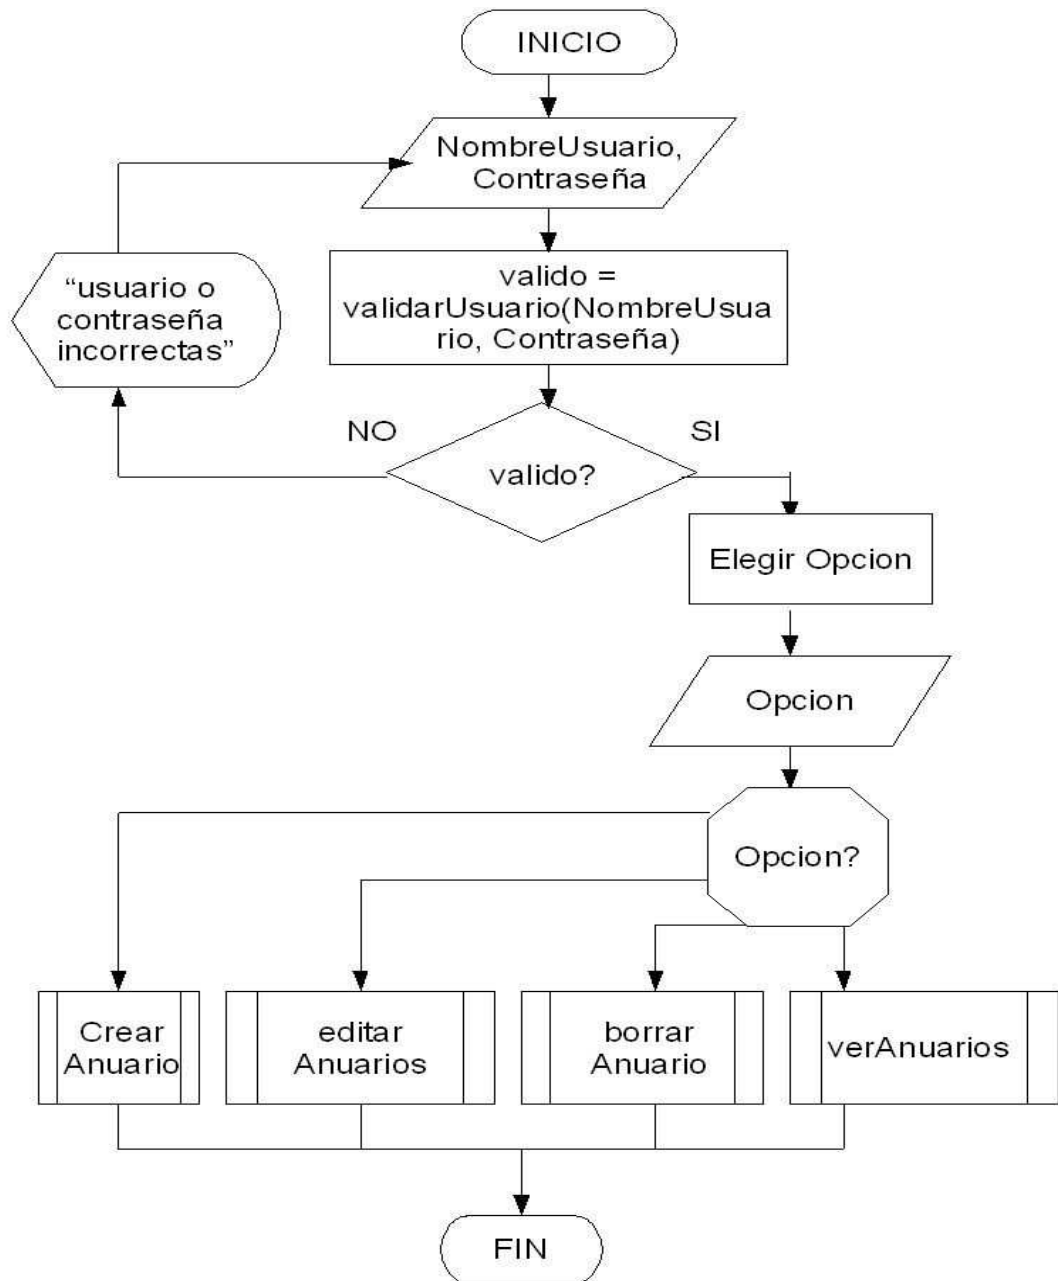 INICIO
NombreUsuario,
Contraseña
“usuario o
contraseña
incorrectas”
valido =
validarUsuario(NombreUsua
rio, Contraseña)
NO
SI
valido?
Elegir Opcion
Opcion
Opcion?
Crear
Anuario
editar
Anuarios
borrar
Anuario
verAnuarios
FIN